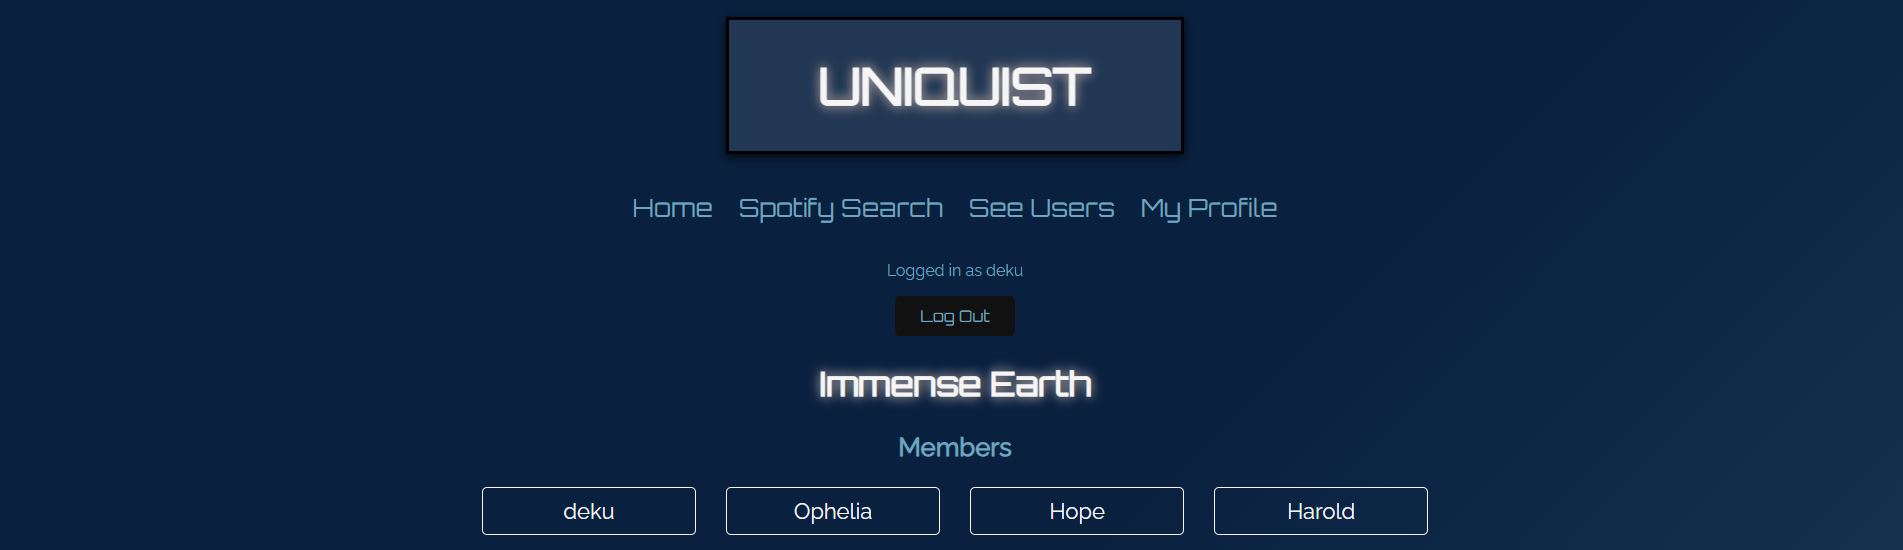 UNIQUIST
Home Spotify Search See Users My Profile
Logged in as deku
Log Out
Immense Earth
Members
deku Ophelia Hope Harold